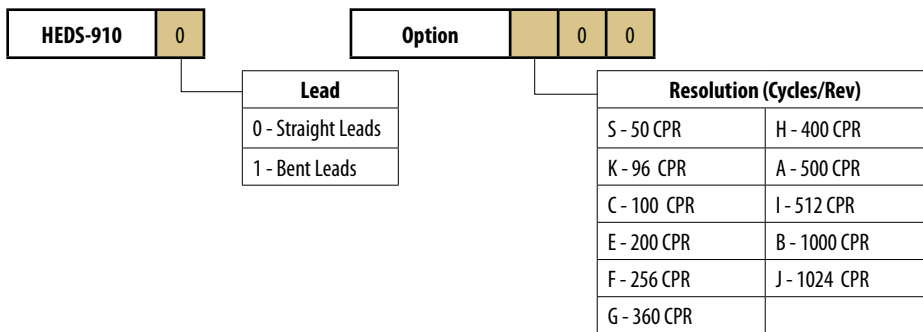 HEDS-910 0 Option 0 0
Lead
0 - Straight Leads
1 - Bent Leads
Resolution (Cycles/Rev)
S - 50 CPR H - 400 CPR
K - 96 CPR A - 500 CPR
C - 100 CPR I - 512 CPR
E - 200 CPR B - 1000 CPR
F - 256 CPR J - 1024 CPR
G - 360 CPR